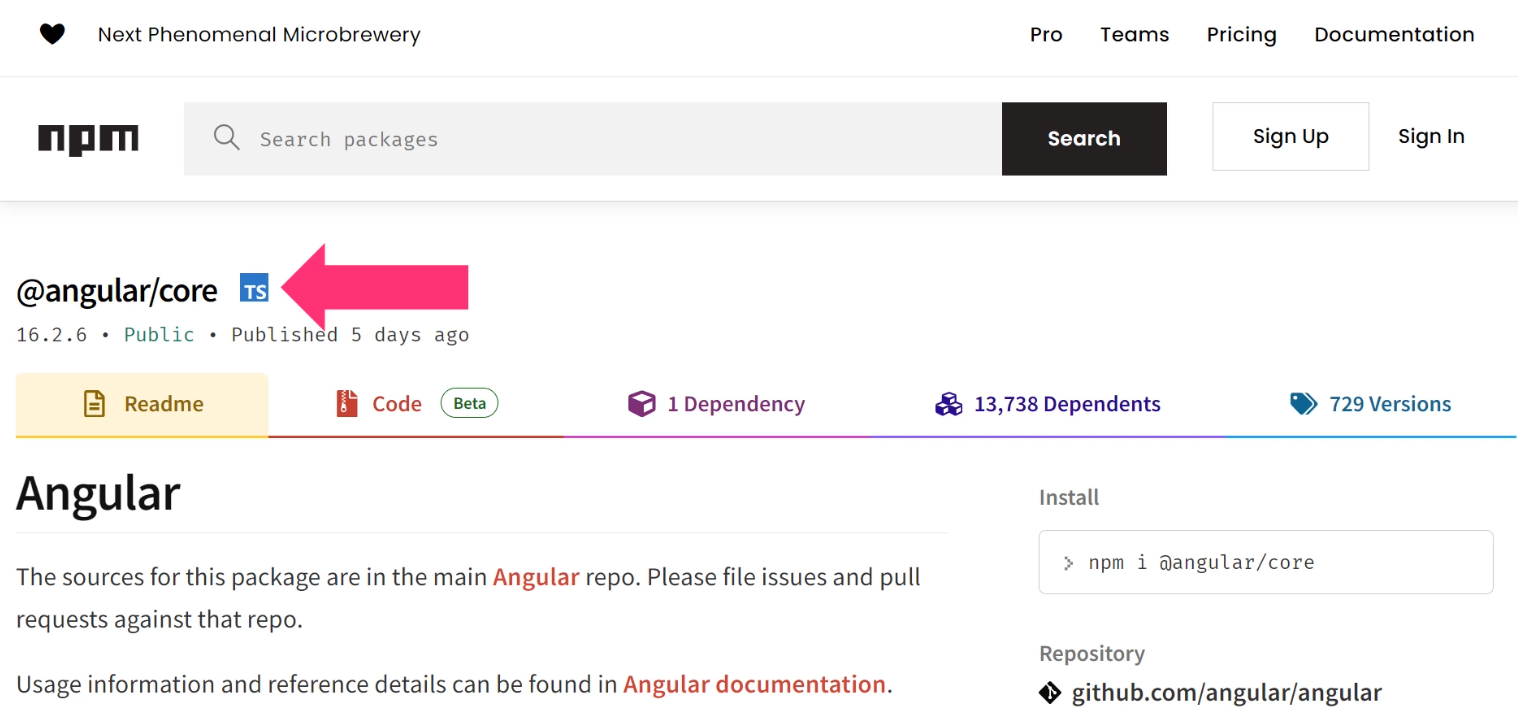 Next Phenomenal Microbrewery
Pro Teams Pricing Documentation
npm
Search packages
Search
Sign Up
Sign In
@angular/core TS
16.2.6 • Public • Published 5 days ago
Readme
Code Beta
1 Dependency
13,738 Dependents
729 Versions
Angular
The sources for this package are in the main Angular repo. Please file issues and pull
requests against that repo.
Usage information and reference details can be found in Angular documentation.
Install
> npm i @angular/core
Repository
github.com/angular/angular